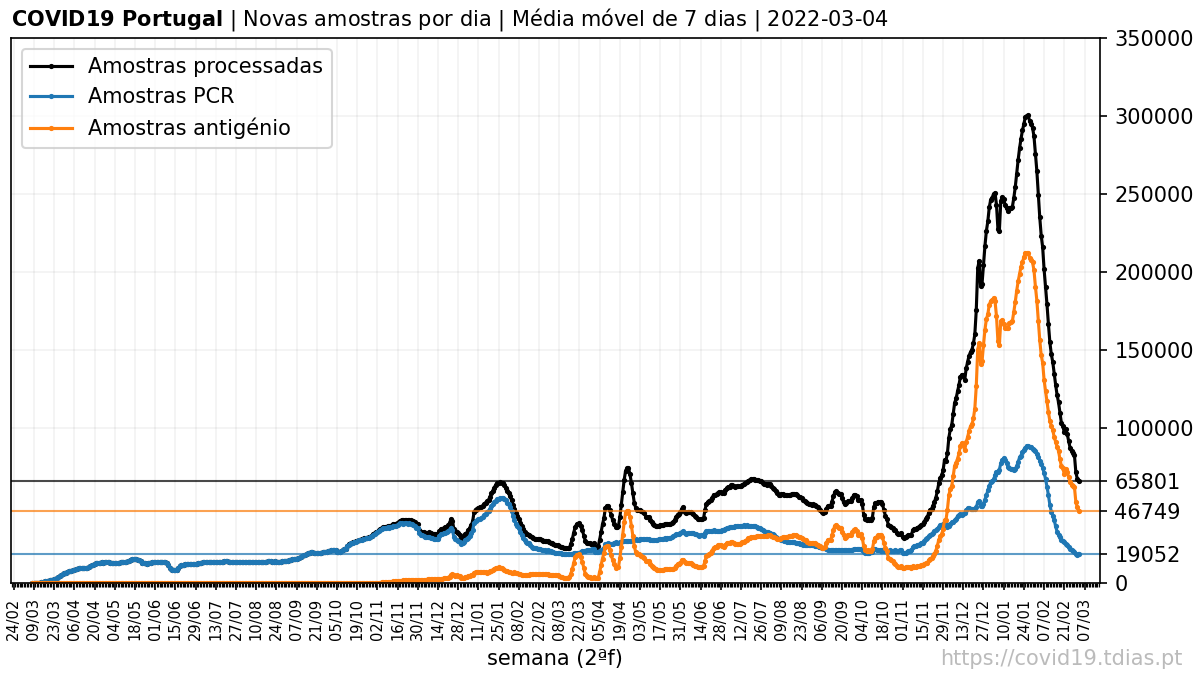 COVID19 Portugal | Novas amostras por dia | Média móvel de 7 dias | 2022-03-04
Amostras processadas
Amostras PCR
Amostras antigénio
350000
300000
250000
200000
150000
100000
65801
46749
19052
0
24/02 09/03 23/03 06/04 20/04 04/05 18/05 01/06 15/06 29/06 13/07 27/07 10/08 24/08 07/09 21/09 05/10 19/10 02/11 16/11 30/11 14/12 28/12 11/01 25/01 08/02 22/02 08/03 22/03 05/04 19/04 03/05 17/05 31/05 14/06 28/06 12/07 26/07 09/08 23/08 06/09 20/09 04/10 18/10 01/11 15/11 29/11 13/12 27/12 10/01 24/01 07/02 21/02 07/03
semana (2ªf)
https://covid19.tdias.pt